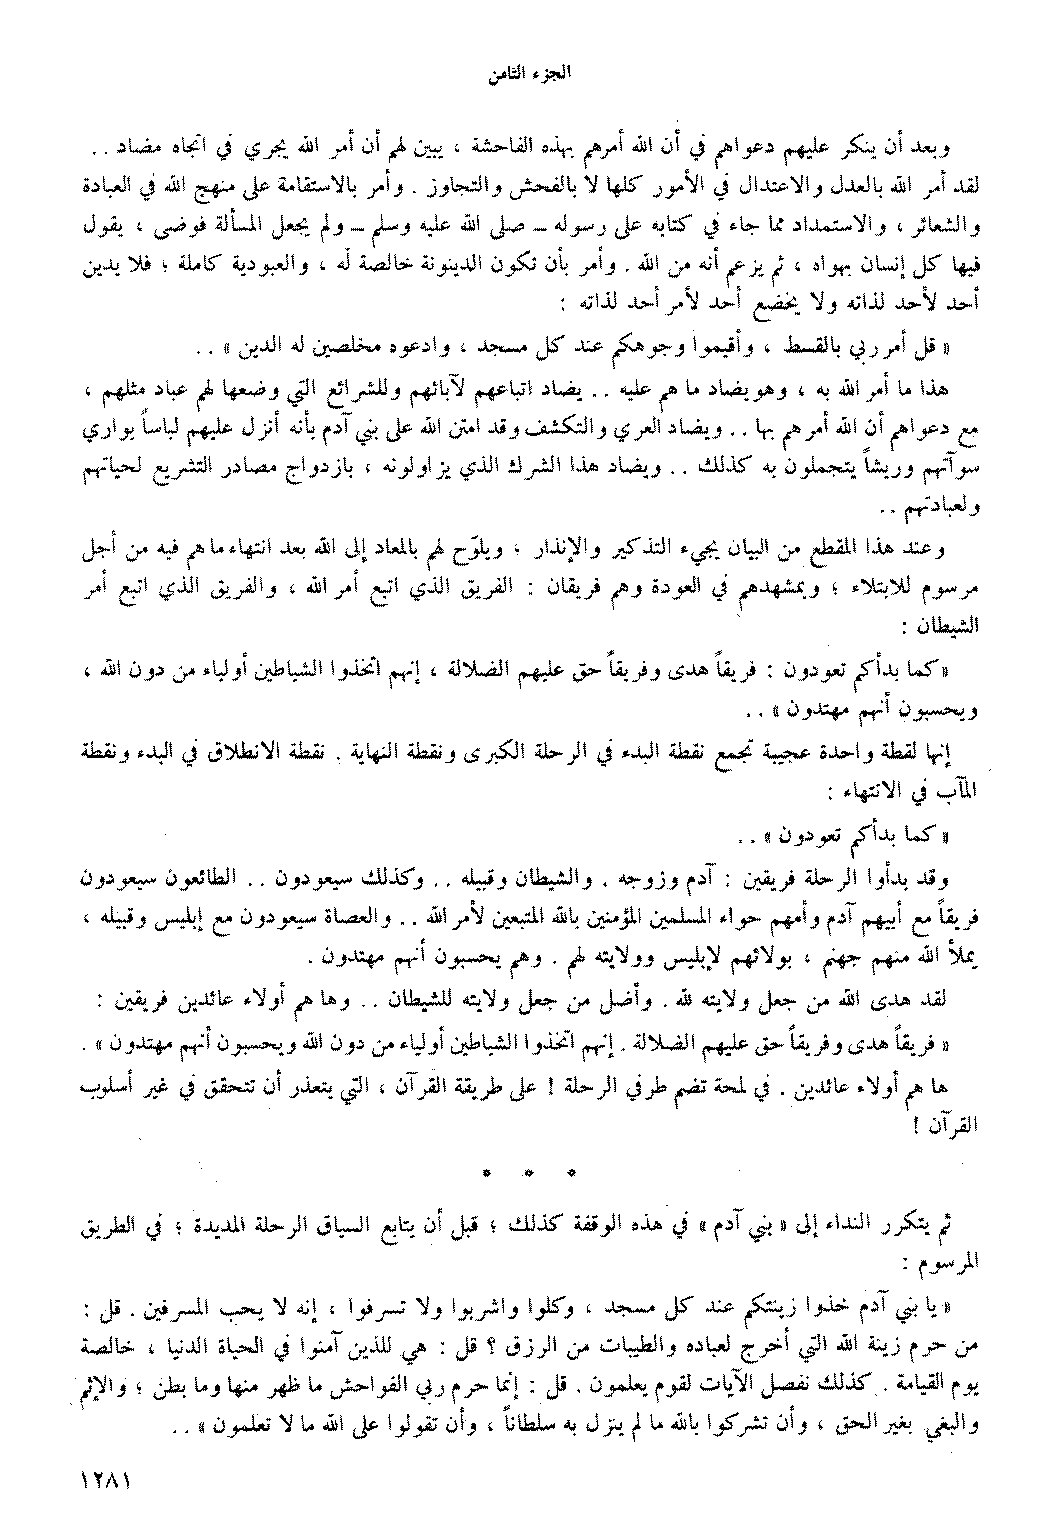 الجزء الثامن
وبعد أن ينكر عليهم دعواهم في أن الله أمرهم بهذه الفاحشة ، يبين لهم أن أمر الله يجري في اتجاه مضاد ..
لقد أمر الله بالعدل والاعتدال في الأمور كلها لا بالفحش والتجاوز . وأمر بالاستقامة على منهج الله في العبادة
والشعائر ، والاستمداد مما جاء في كتابه على رسوله – صلى الله عليه وسلم – ولم يجعل المسألة فوضى ، يقول
فيها كل إنسان بهواه ، ثم يزعم أنه من الله . وأمر بأن تكون الدينونة خالصة لله ، والعبودية كاملة ؛ فلا يدين
أحد لأحد لذاته ولا يخضع أحد لأمر أحد لذاته :
« قل أمر ربي بالقسط ، وأقيموا وجوهكم عند كل مسجد ، وادعوه مخلصين له الدين » ..
هذا ما أمر الله به ، وهو يضاد ما هم عليه .. يضاد اتباعهم لآبائهم وللشرائع التي وضعها لهم عباد مثلهم ،
مع دعواهم أن الله أمرهم بها .. ويضاد العري والتكشف وقد امتن الله على بني آدم بأنه أنزل عليهم لباساً يواري
سوآتهم وريشاً يتجملون به كذلك .. ويضاد هذا الشرك الذي يزاولونه ، بازدواج مصادر التشريع لحياتهم
ولعبادتهم ..
وعند هذا المقطع من البيان يجيء التذكير والإنذار ؛ ويلوّح لهم بالمعاد إلى الله بعد انتهاء ما هم فيه من أجل
مرسوم للابتلاء ؛ وبمشهدهم في العودة وهم فريقان : الفريق الذي اتبع أمر الله ، والفريق الذي اتبع أمر
الشيطان :
«كما بدأكم تعودون : فريقاً هدى وفريقاً حق عليهم الضلالة ، إنهم اتخذوا الشياطين أولياء من دون الله ،
ويحسبون أنهم مهتدون » ..
إنها لقطة واحدة عجيبة تجمع نقطة البدء في الرحلة الكبرى ونقطة النهاية . نقطة الانطلاق في البدء ونقطة
المآب في الانتهاء :
« كما بدأكم تعودون » ..
وقد بدأوا الرحلة فريقين : آدم وزوجه . والشيطان وقبيله .. وكذلك سيعودون .. الطائعون سيعودون
فريقاً مع أبيهم آدم وأمهم حواء المسلمين المؤمنين بالله المتبعين لأمر الله .. والعصاة سيعودون مع إبليس وقبيله ،
يملأ الله منهم جهنم ، بولائهم لإبليس وولايته لهم . وهم يحسبون أنهم مهتدون .
لقد هدى الله من جعل ولايته لله . وأضل من جعل ولايته للشيطان .. وها هم أولاء عائدين فريقين :
« فريقاً هدى وفريقاً حق عليهم الضلالة . إنهم اتخذوا الشياطين أولياء من دون الله ويحسبون أنهم مهتدون » .
ها هم أولاء عائدين . في لمحة تضم طرفي الرحلة ! على طريقة القرآن ، التي يتعذر أن تتحقق في غير أسلوب
القرآن !
* * *
ثم يتكرر النداء إلى « بني آدم » في هذه الوقفة كذلك ؛ قبل أن يتابع السياق الرحلة المديدة ؛ في الطريق
المرسوم :
« يا بني آدم خذوا زينتكم عند كل مسجد ، وكلوا واشربوا ولا تسرفوا ، إنه لا يحب المسرفين . قل :
من حرم زينة الله التي أخرج لعباده والطيبات من الرزق ؟ قل : هي للذين آمنوا في الحياة الدنيا ، خالصة
يوم القيامة . كذلك نفصل الآيات لقوم يعلمون . قل : إنما حرم ربي الفواحش ما ظهر منها وما بطن ؛ والإثم
والبغي بغير الحق ، وأن تشركوا بالله ما لم ينزل به سلطاناً ، وأن تقولوا على الله ما لا تعلمون » ..
١٢٨١